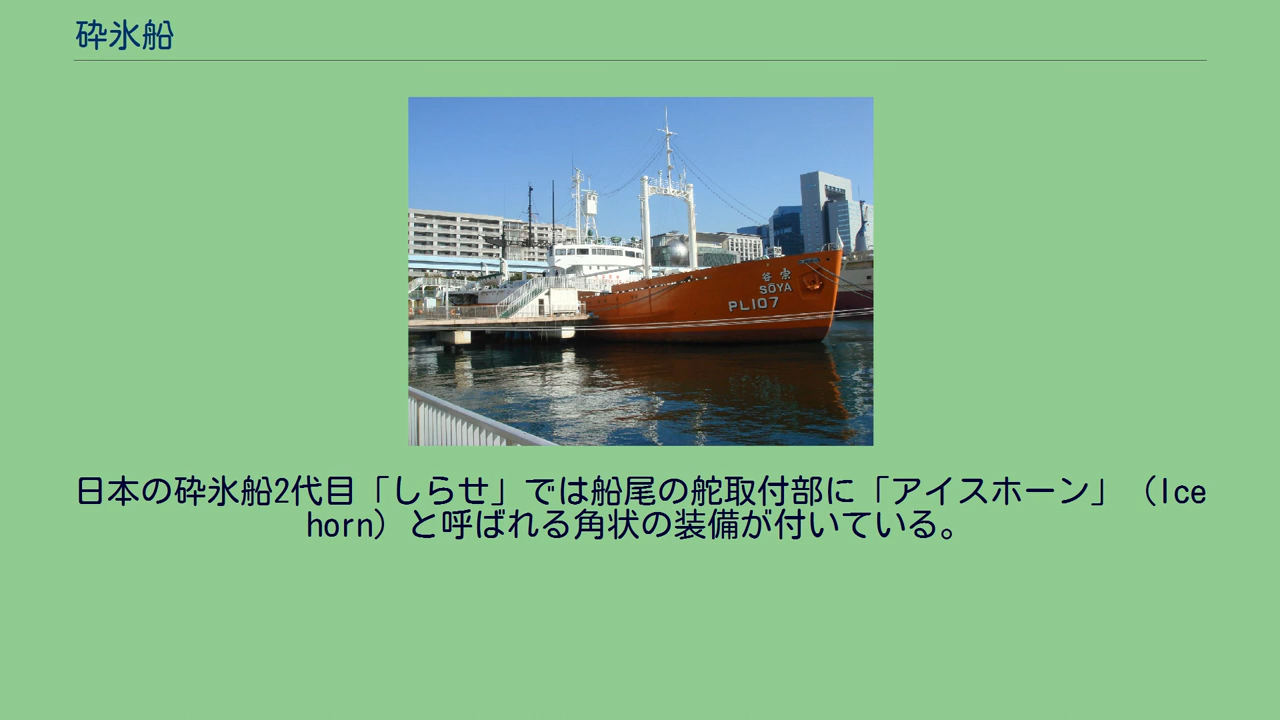 砕氷船
谷宗
SŌYA
PL107
日本の砕氷船2代目「しらせ」では船尾の舵取付部に「アイスホーン」（Ice
horn）と呼ばれる角状の装備が付いている。